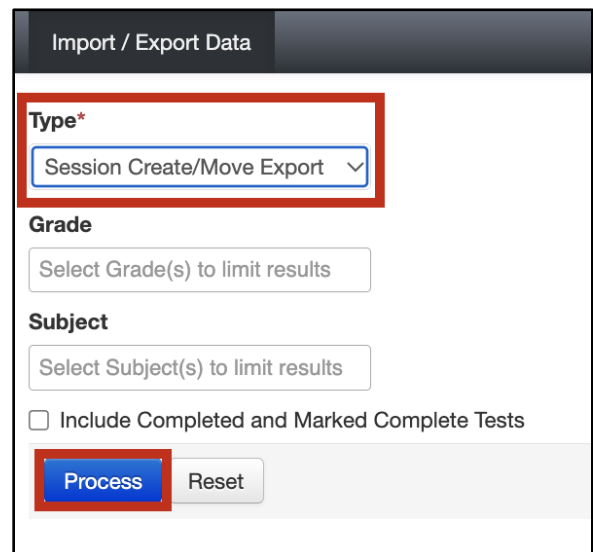 Import / Export Data
Type*
Session Create/Move Export
Grade
Select Grade(s) to limit results
Subject
Select Subject(s) to limit results
Include Completed and Marked Complete Tests
Process Reset